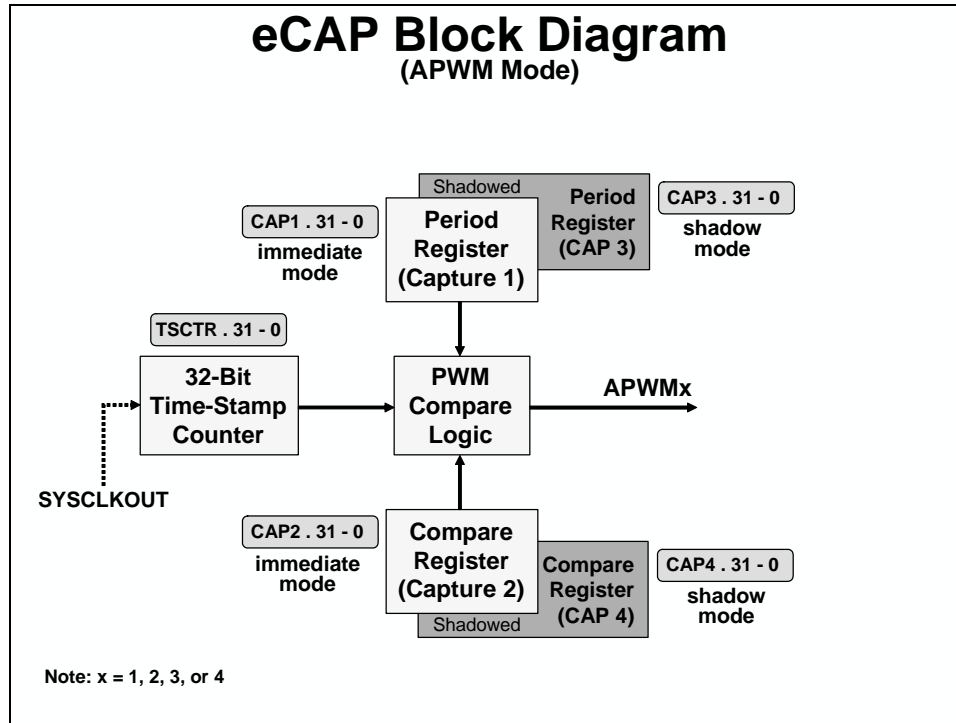 eCAP Block Diagram
(APWM Mode)
Shadowed
Period
Register
(CAP 3)
CAP3 . 31 - 0
shadow
mode
CAP1 . 31 - 0
immediate
mode
Period
Register
(Capture 1)
TSCTR . 31 - 0
32-Bit
Time-Stamp
Counter
PWM
Compare
Logic
APWMx
SYSCLKOUT
CAP2 . 31 - 0
immediate
mode
Compare
Register
(Capture 2)
Compare
Register
(CAP 4)
Shadowed
CAP4 . 31 - 0
shadow
mode
Note: x = 1, 2, 3, or 4